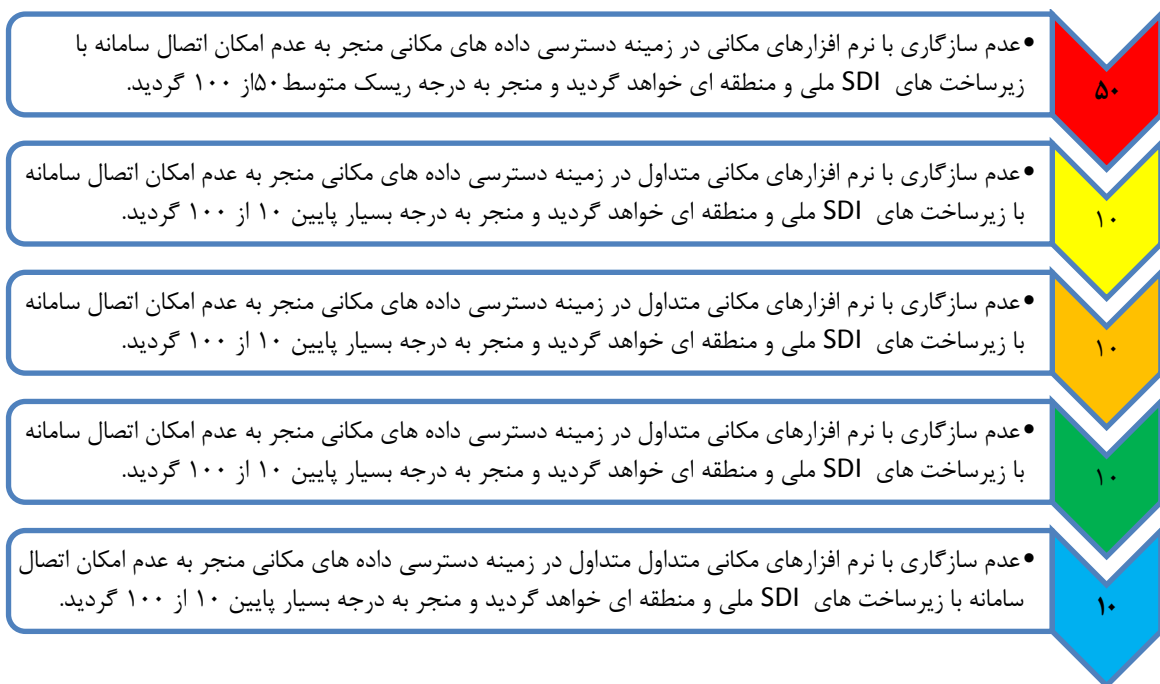 •عدم سازگاری با نرم افزارهای مکانی در زمینه دسترسی داده های مکانی منجر به عدم امکان اتصال سامانه با
زیرساخت های SDI ملی و منطقه ای خواهد گردید و منجر به درجه ریسک متوسط۵۰از ۱۰۰ گردید.
۵۰
•عدم سازگاری با نرم افزارهای مکانی متداول در زمینه دسترسی داده های مکانی منجر به عدم امکان اتصال سامانه
با زیرساخت های SDI ملی و منطقه ای خواهد گردید و منجر به درجه بسیار پایین ۱۰ از ۱۰۰ گردید.
۱۰
•عدم سازگاری با نرم افزارهای مکانی متداول در زمینه دسترسی داده های مکانی منجر به عدم امکان اتصال سامانه
با زیرساخت های SDI ملی و منطقه ای خواهد گردید و منجر به درجه بسیار پایین ۱۰ از ۱۰۰ گردید.
۱۰
•عدم سازگاری با نرم افزارهای مکانی متداول در زمینه دسترسی داده های مکانی منجر به عدم امکان اتصال سامانه
با زیرساخت های SDI ملی و منطقه ای خواهد گردید و منجر به درجه بسیار پایین ۱۰ از ۱۰۰ گردید.
۱۰
•عدم سازگاری با نرم افزارهای مکانی متداول متداول در زمینه دسترسی داده های مکانی منجر به عدم امکان اتصال
سامانه با زیرساخت های SDI ملی و منطقه ای خواهد گردید و منجر به درجه بسیار پایین ۱۰ از ۱۰۰ گردید.
۱۰